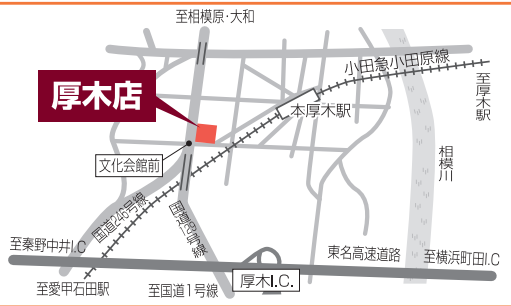 至相模原・大和
小田急小田原線
至厚木駅
厚木店
本厚木駅
相模川
文化会館前
国道246号線
国道129号線
至秦野中井I.C
東名高速道路
至横浜町田I.C
厚木I.C.
至愛甲石田駅
至国道1号線